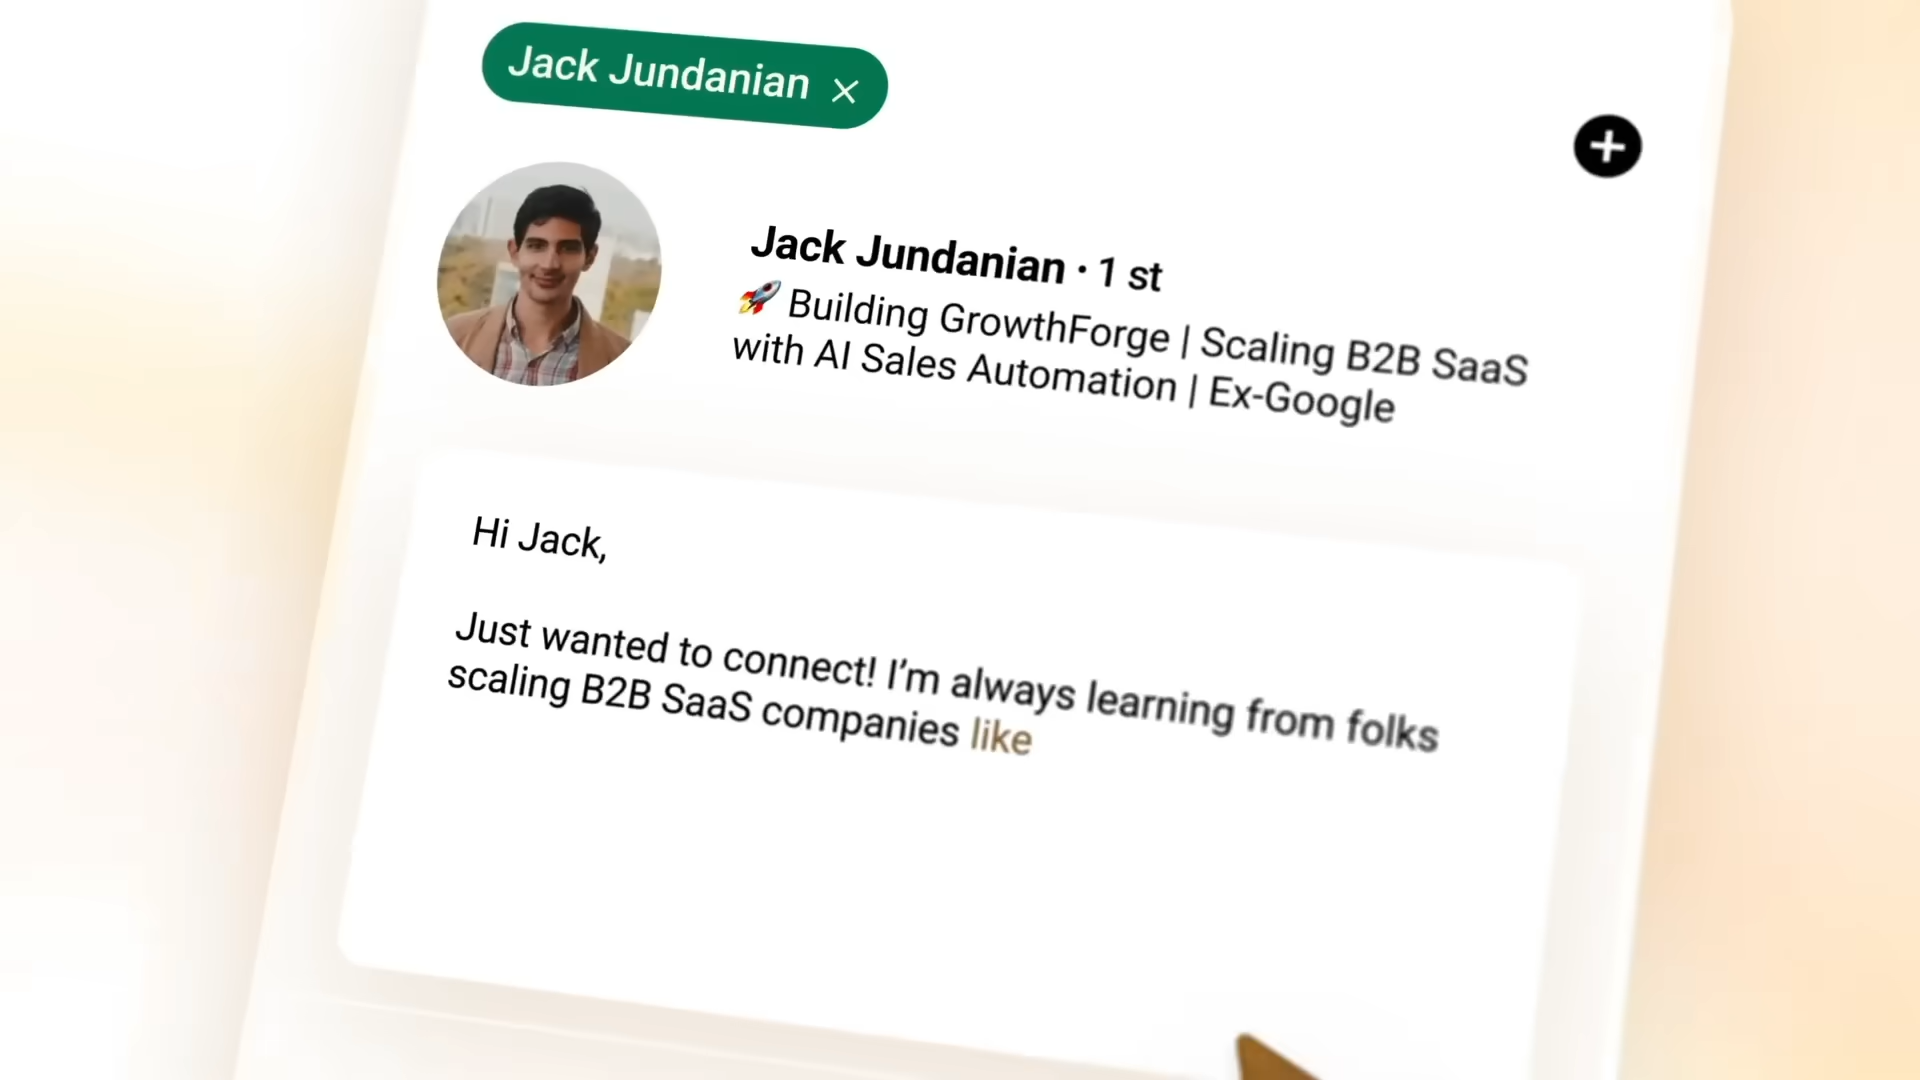 Jack Jundanian ×
Jack Jundanian · 1 st
🚀 Building GrowthForge | Scaling B2B SaaS
with AI Sales Automation | Ex-Google
Hi Jack,
Just wanted to connect! I’m always learning from folks
scaling B2B SaaS companies like